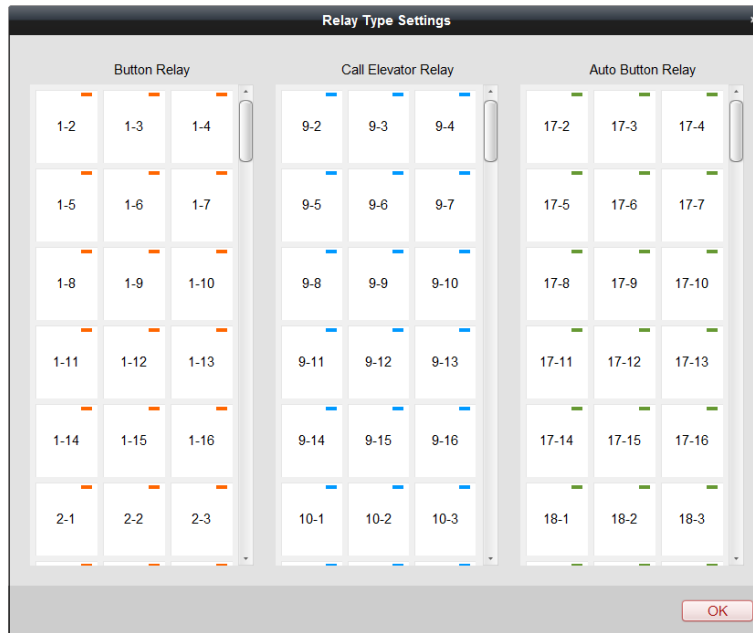 Relay Type Settings
Button Relay Call Elevator Relay Auto Button Relay
1-2 1-3 1-4 9-2 9-3 9-4 17-2 17-3 17-4
1-5 1-6 1-7 9-5 9-6 9-7 17-5 17-6 17-7
1-8 1-9 1-10 9-8 9-9 9-10 17-8 17-9 17-10
1-11 1-12 1-13 9-11 9-12 9-13 17-11 17-12 17-13
1-14 1-15 1-16 9-14 9-15 9-16 17-14 17-15 17-16
2-1 2-2 2-3 10-1 10-2 10-3 18-1 18-2 18-3
OK